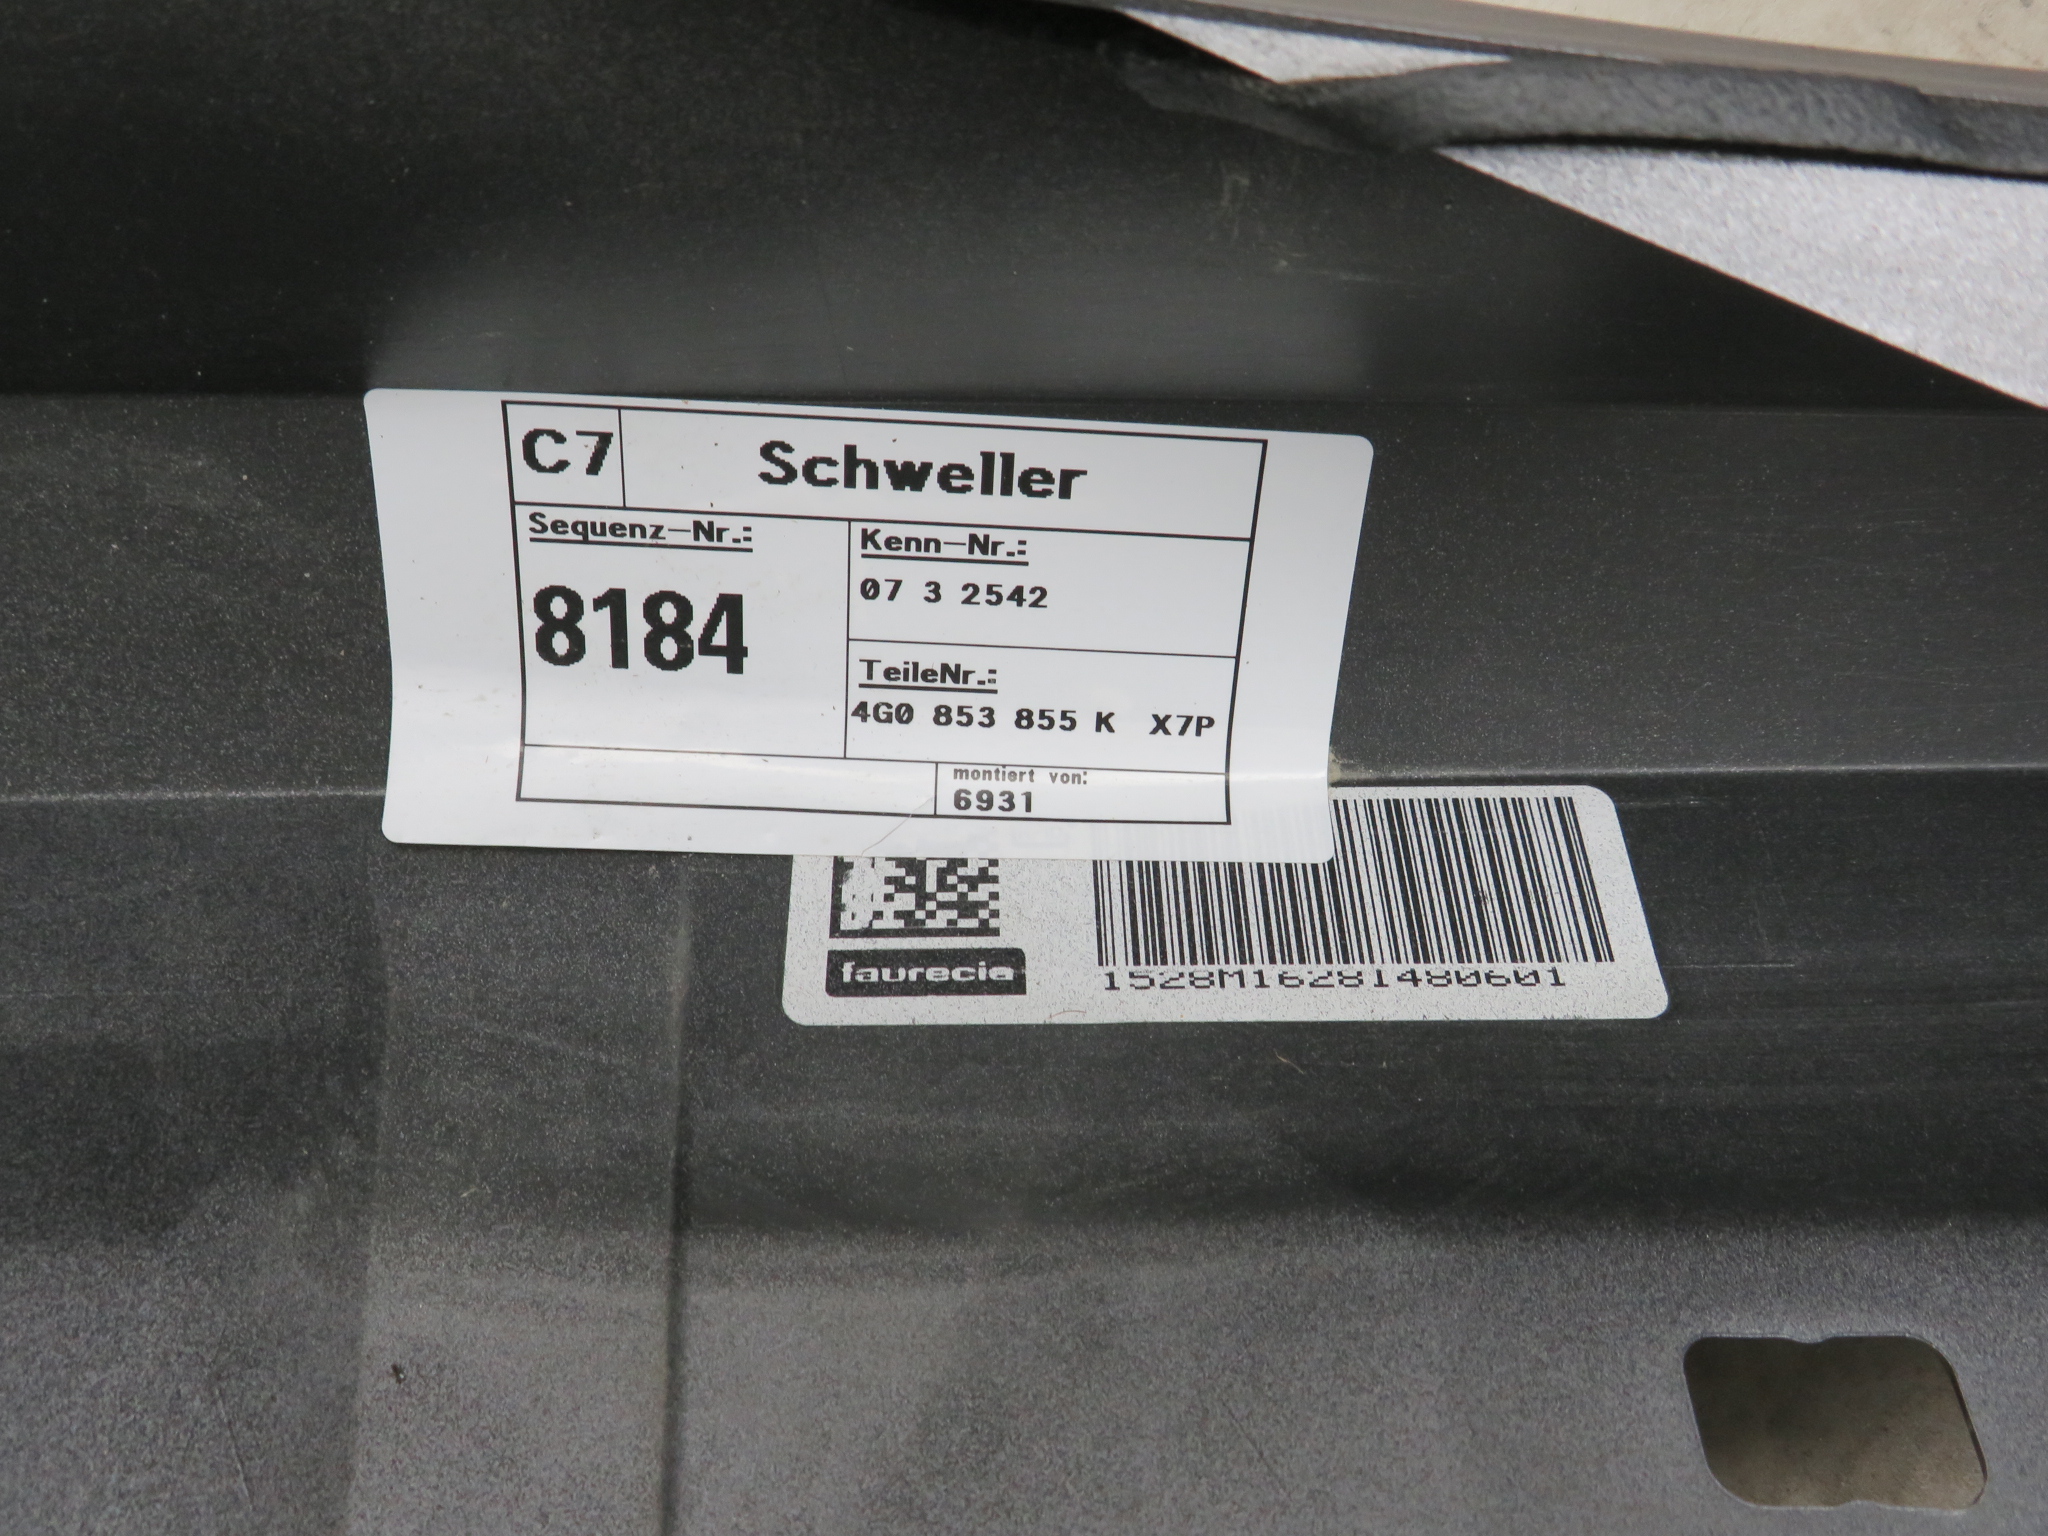 C7 Schweller
Sequenz-Nr.:
8184
Kenn-Nr.:
07 3 2542
TeileNr.:
4G0 853 855 K X7P
montiert von:
6931
faurecia
1528M16281480601